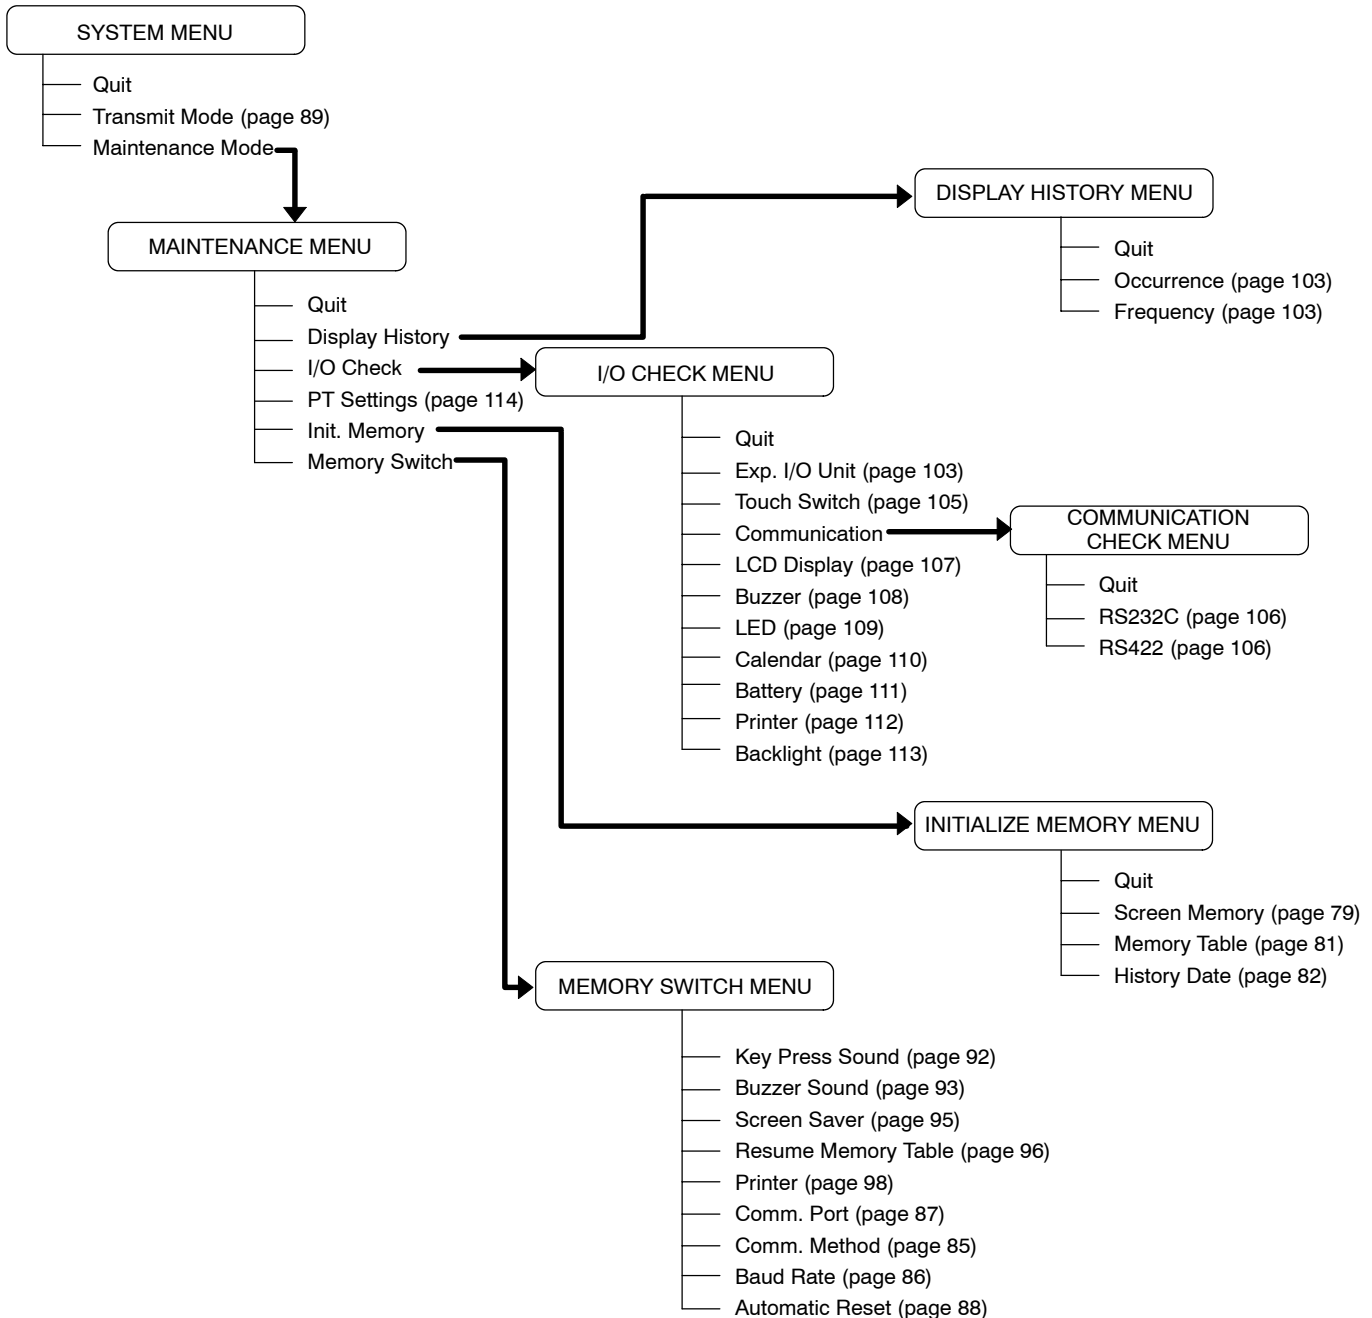 SYSTEM MENU
Quit
Transmit Mode (page 89)
Maintenance Mode
MAINTENANCE MENU
Quit
Display History
I/O Check
PT Settings (page 114)
Init. Memory
Memory Switch
DISPLAY HISTORY MENU
Quit
Occurrence (page 103)
Frequency (page 103)
I/O CHECK MENU
Quit
Exp. I/O Unit (page 103)
Touch Switch (page 105)
Communication
LCD Display (page 107)
Buzzer (page 108)
LED (page 109)
Calendar (page 110)
Battery (page 111)
Printer (page 112)
Backlight (page 113)
COMMUNICATION
CHECK MENU
Quit
RS232C (page 106)
RS422 (page 106)
INITIALIZE MEMORY MENU
Quit
Screen Memory (page 79)
Memory Table (page 81)
History Date (page 82)
MEMORY SWITCH MENU
Key Press Sound (page 92)
Buzzer Sound (page 93)
Screen Saver (page 95)
Resume Memory Table (page 96)
Printer (page 98)
Comm. Port (page 87)
Comm. Method (page 85)
Baud Rate (page 86)
Automatic Reset (page 88)